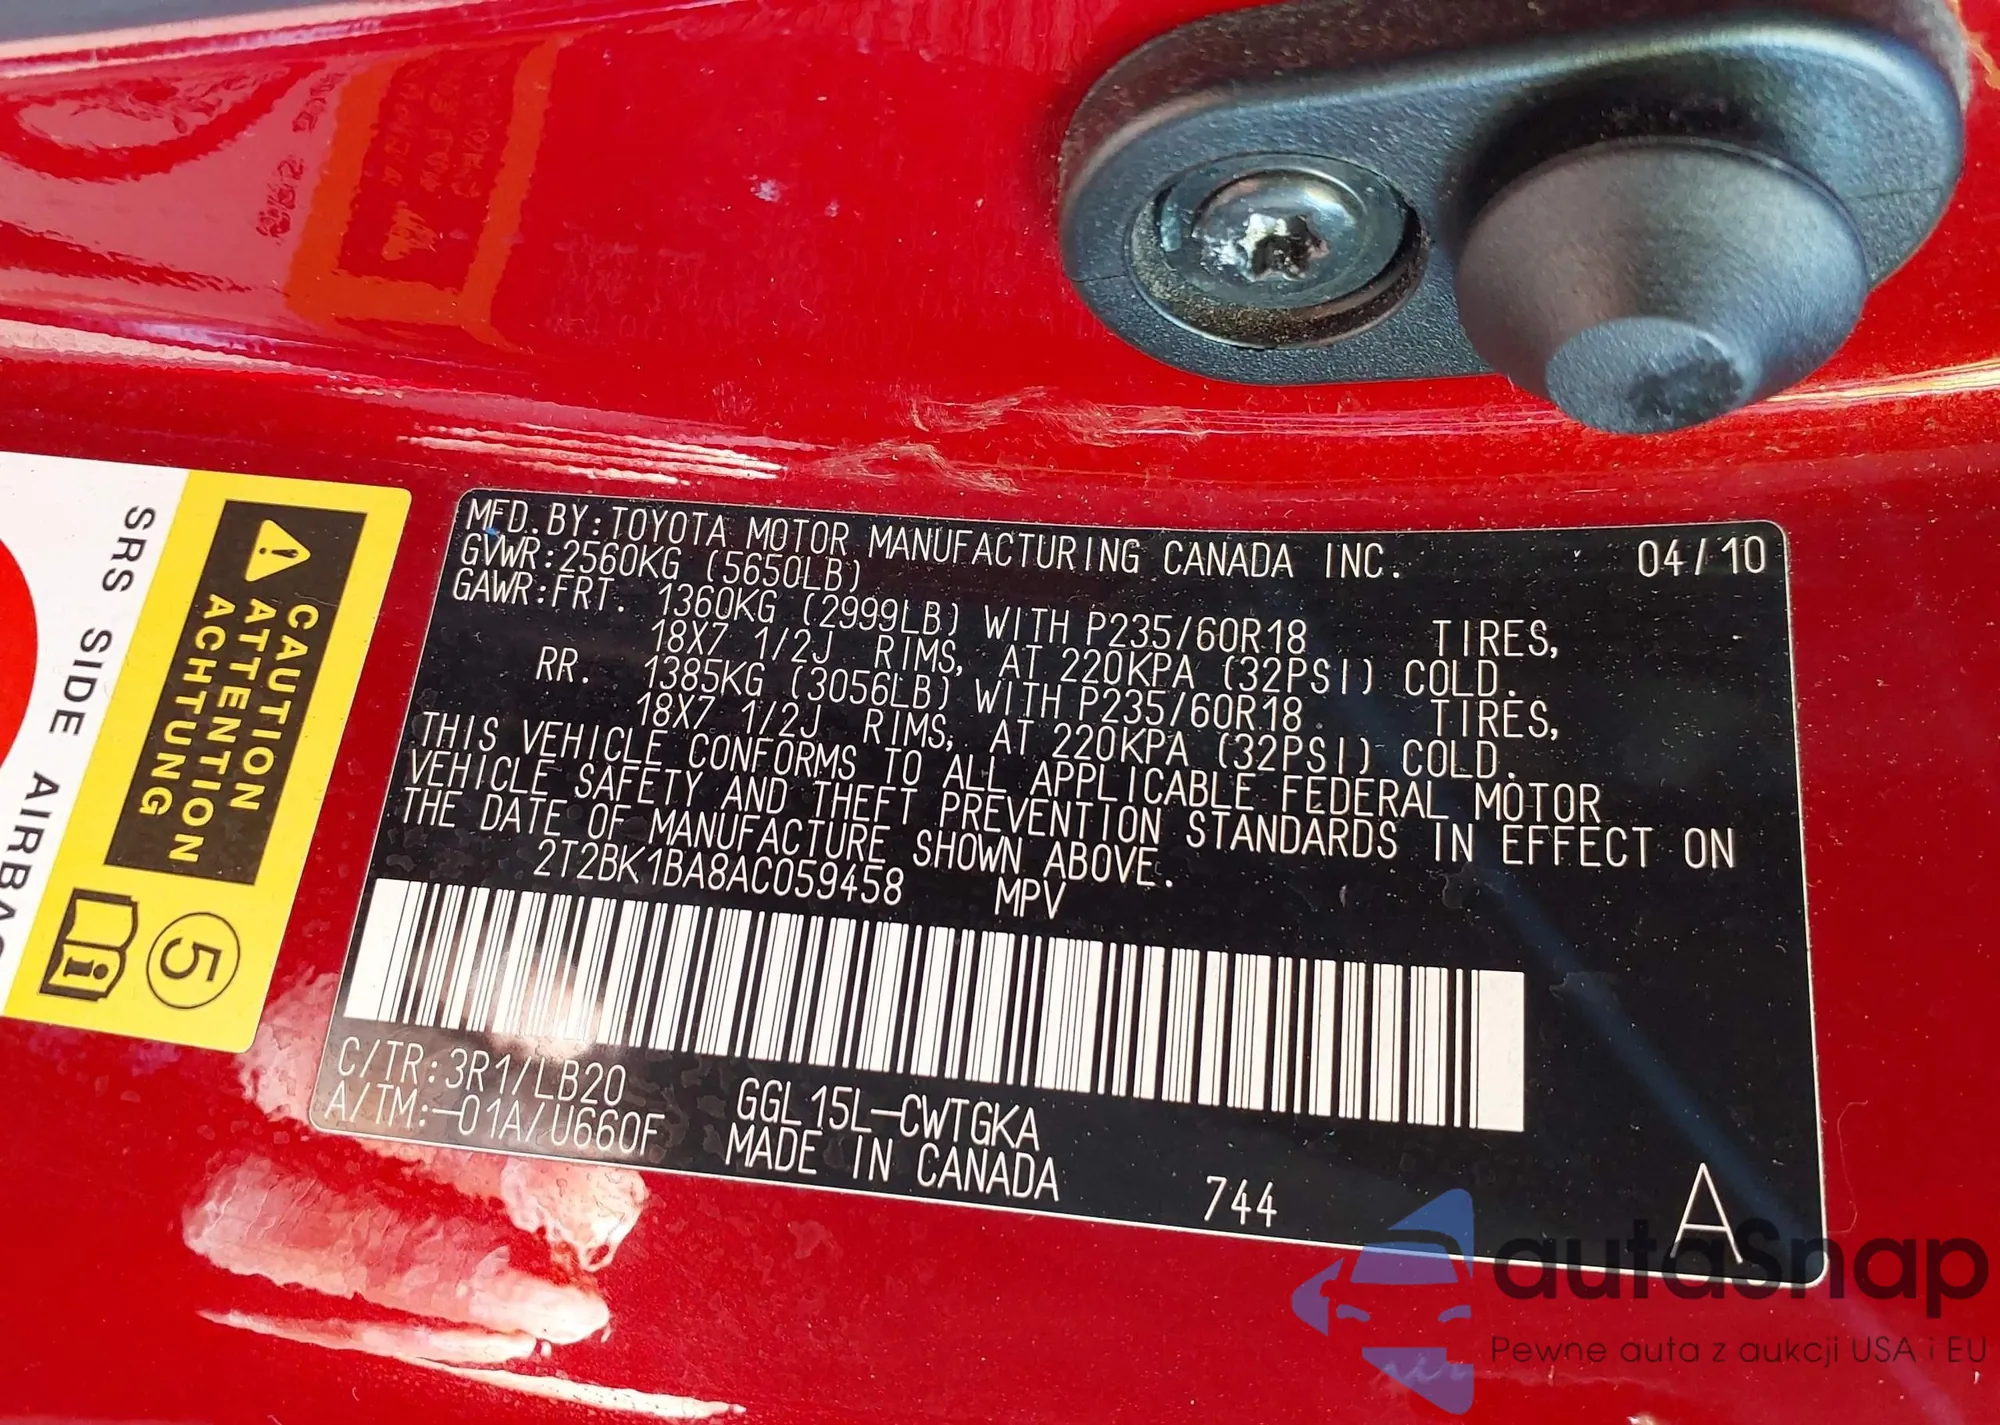 MFD.BY:TOYOTA MOTOR MANUFACTURING CANADA INC. 04/10
GVWR:2560KG (5650LB)
GAWR:FRT. 1360KG (2999LB) WITH P235/60R18 TIRES,
18X7 1/2J RIMS, AT 220KPA (32PSI) COLD.
RR. 1385KG (3056LB) WITH P235/60R18 TIRES,
18X7 1/2J RIMS, AT 220KPA (32PSI) COLD.
THIS VEHICLE CONFORMS TO ALL APPLICABLE FEDERAL MOTOR
VEHICLE SAFETY AND THEFT PREVENTION STANDARDS IN EFFECT ON
THE DATE OF MANUFACTURE SHOWN ABOVE.
2T2BK1BA8AC059458 MPV
C/TR:3R1/LB20
A/TM:-01A/U660F
GGL15L-CWTGKA
MADE IN CANADA
744
A
CAUTION
ATTENTION
ACHTUNG
5
SRS SIDE AIRBAG
autasnap
Pewne auta z aukcji USA i EU